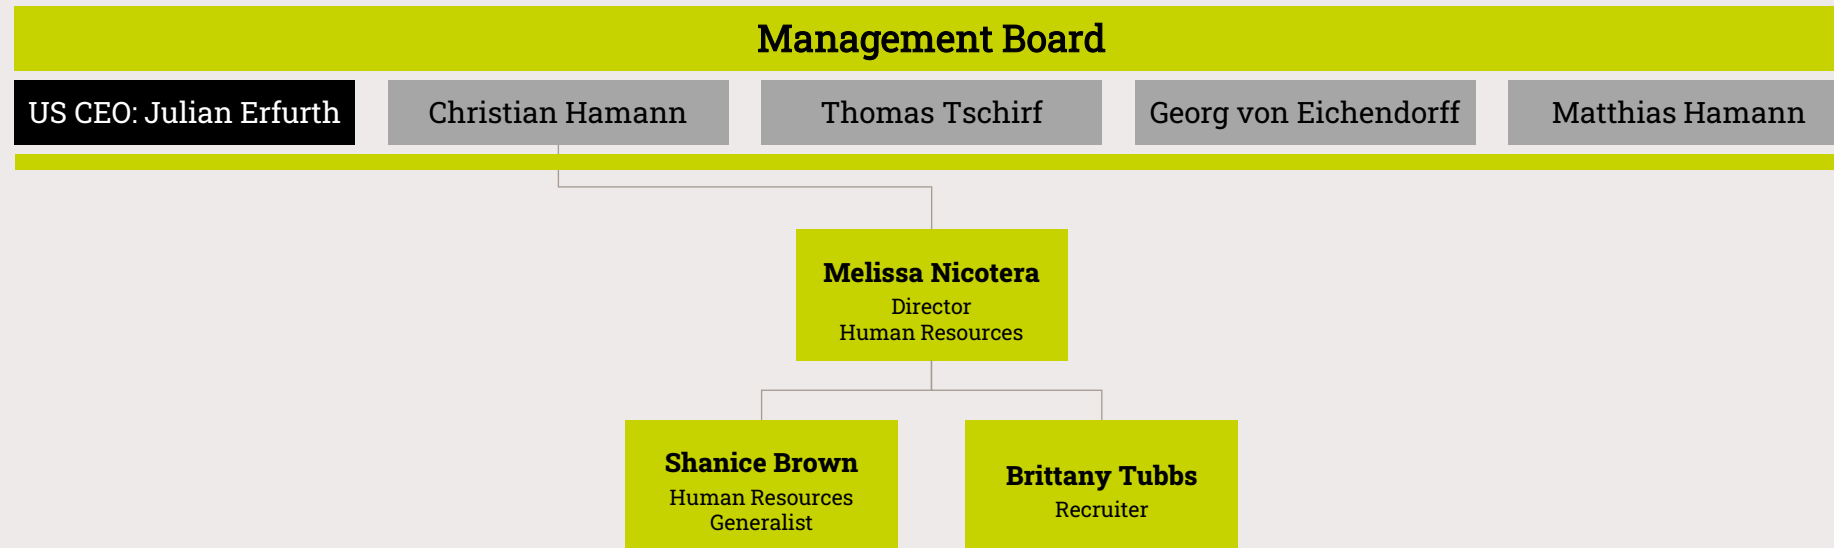 Management Board
US CEO: Julian Erfurth
Christian Hamann
Thomas Tschirf
Georg von Eichendorff
Matthias Hamann
Melissa Nicotera
Director
Human Resources
Shanice Brown
Human Resources
Generalist
Brittany Tubbs
Recruiter